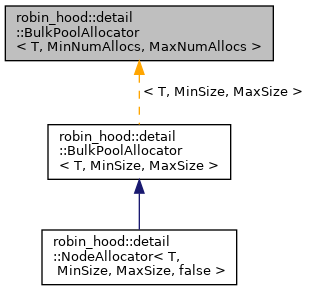 robin_hood::detail
::BulkPoolAllocator
< T, MinNumAllocs, MaxNumAllocs >
< T, MinSize, MaxSize >
robin_hood::detail
::BulkPoolAllocator
< T, MinSize, MaxSize >
robin_hood::detail
::NodeAllocator< T,
MinSize, MaxSize, false >